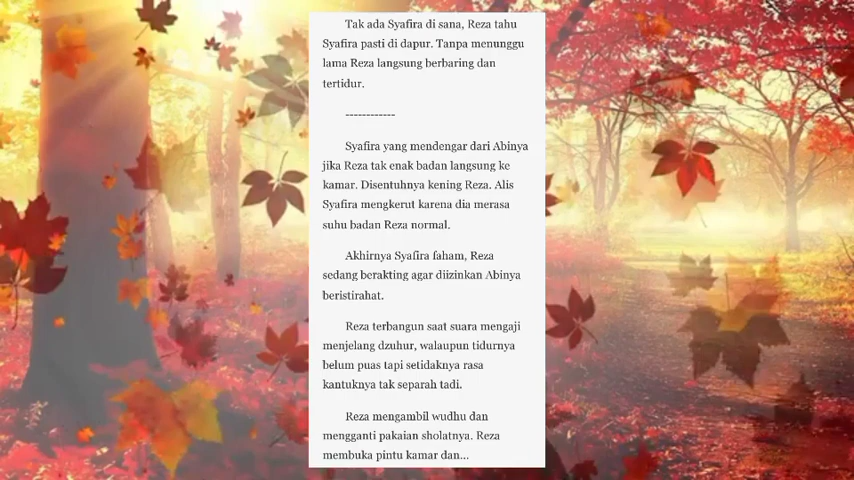 Tak ada Syafira di sana, Reza tahu
Syafira pasti di dapur. Tanpa menunggu
lama Reza langsung berbaring dan
tertidur.
------------
Syafira yang mendengar dari Abinya
jika Reza tak enak badan langsung ke
kamar. Disentuhnya kening Reza. Alis
Syafira mengkerut karena dia merasa
suhu badan Reza normal.
Akhirnya Syafira faham, Reza
sedang berakting agar diizinkan Abinya
beristirahat.
Reza terbangun saat suara mengaji
menjelang dzuhur, walaupun tidurnya
belum puas tapi setidaknya rasa
kantuknya tak separah tadi.
Reza mengambil wudhu dan
mengganti pakaian sholatnya. Reza
membuka pintu kamar dan...